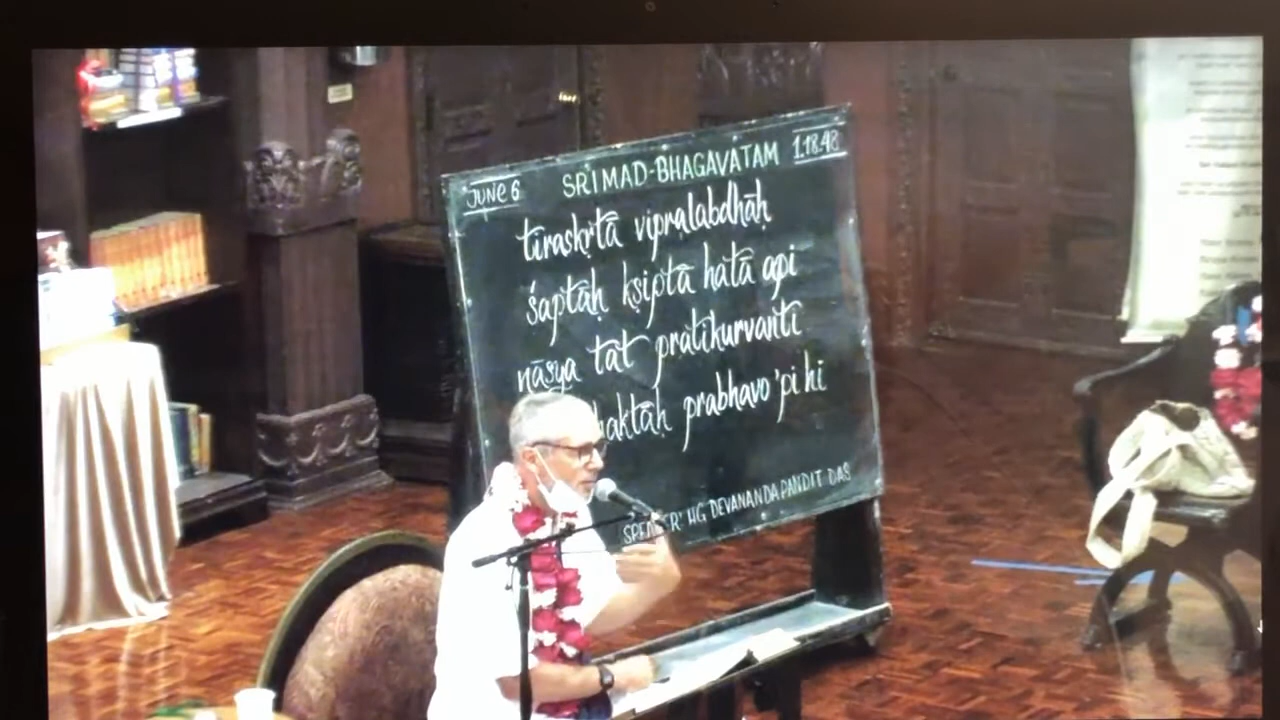 JUNE 6
SRIMAD-BHAGAVATAM
1.18.48
tiraskṛtā vipralabdhāḥ
śaptāḥ kṣiptā hatā api
nāsya tat pratikurvanti
prabhavo 'pi hi
HG DEVANANDA PANDIT DAS